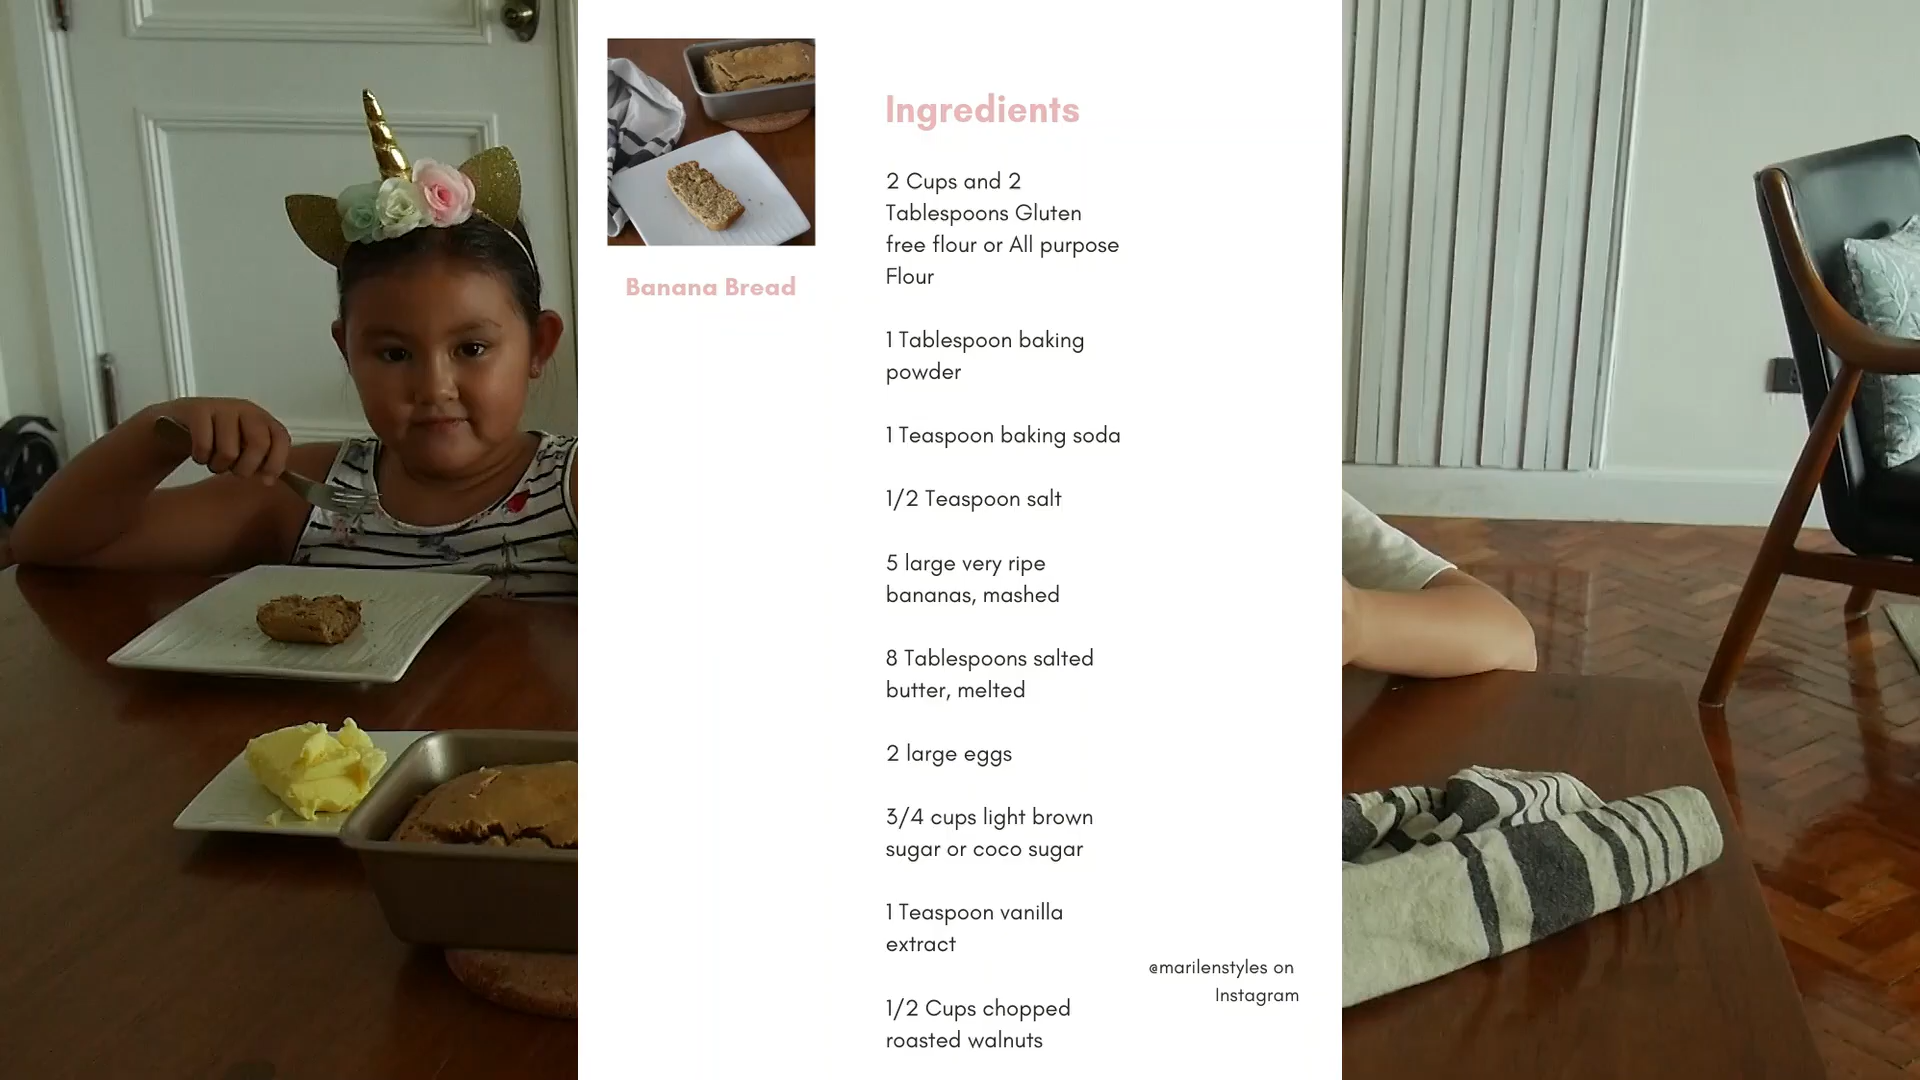 Banana Bread
Ingredients
2 Cups and 2
Tablespoons Gluten
free flour or All purpose
Flour
1 Tablespoon baking
powder
1 Teaspoon baking soda
1/2 Teaspoon salt
5 large very ripe
bananas, mashed
8 Tablespoons salted
butter, melted
2 large eggs
3/4 cups light brown
sugar or coco sugar
1 Teaspoon vanilla
extract
1/2 Cups chopped
roasted walnuts
@marilenstyles on
Instagram